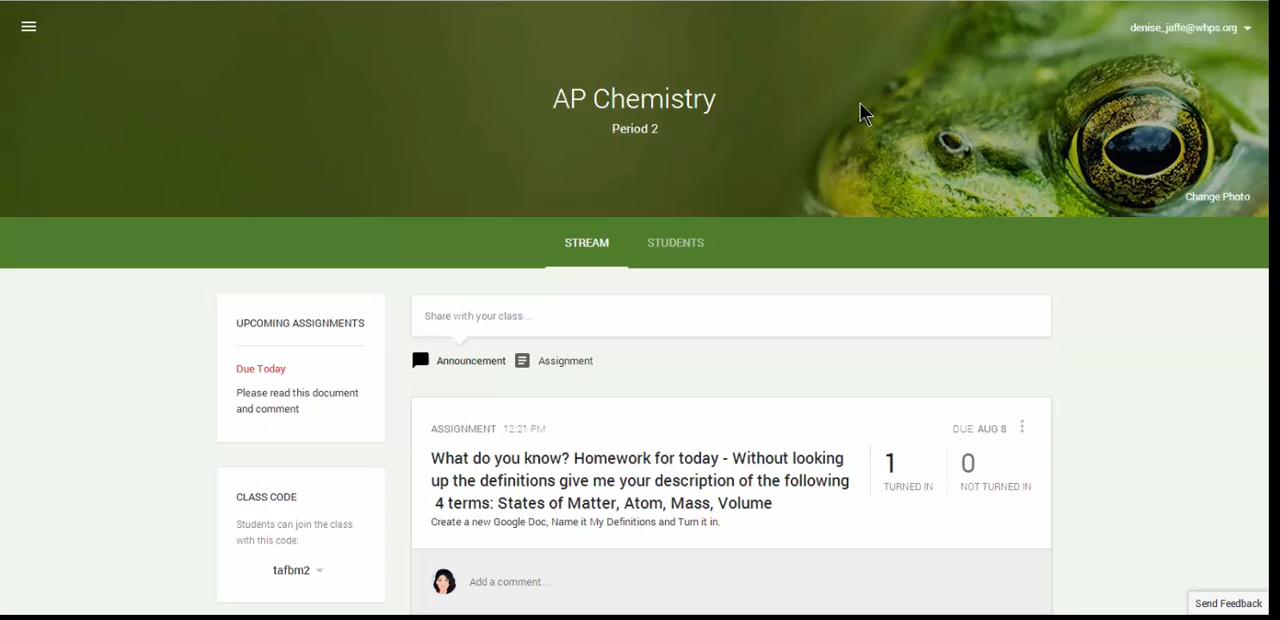 denise_jaffe@whps.org
AP Chemistry
Period 2
Change Photo
STREAM STUDENTS
UPCOMING ASSIGNMENTS
Due Today
Please read this document
and comment
CLASS CODE
Students can join the class
with this code:
tafbm2
Share with your class...
Announcement Assignment
ASSIGNMENT 12:21 PM DUE: AUG 8
What do you know? Homework for today - Without looking
up the definitions give me your description of the following
4 terms: States of Matter, Atom, Mass, Volume
Create a new Google Doc, Name it My Definitions and Turn it in.
1 0
TURNED IN NOT TURNED IN
Add a comment...
Send Feedback